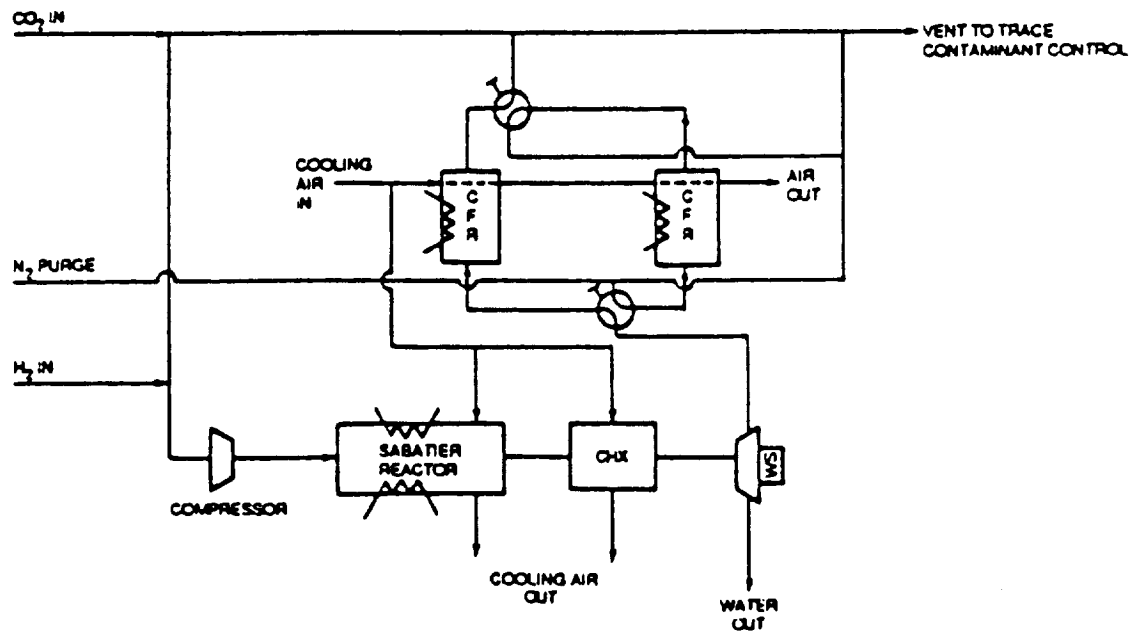 CO2 IN
VENT TO TRACE
CONTAMINANT CONTROL
COOLING
AIR
IN
C
F
R
C
F
R
AIR
OUT
N2 PURGE
H2 IN
SABATIER
REACTOR
CHX
WS
COMPRESSOR
COOLING AIR
OUT
WATER
OUT